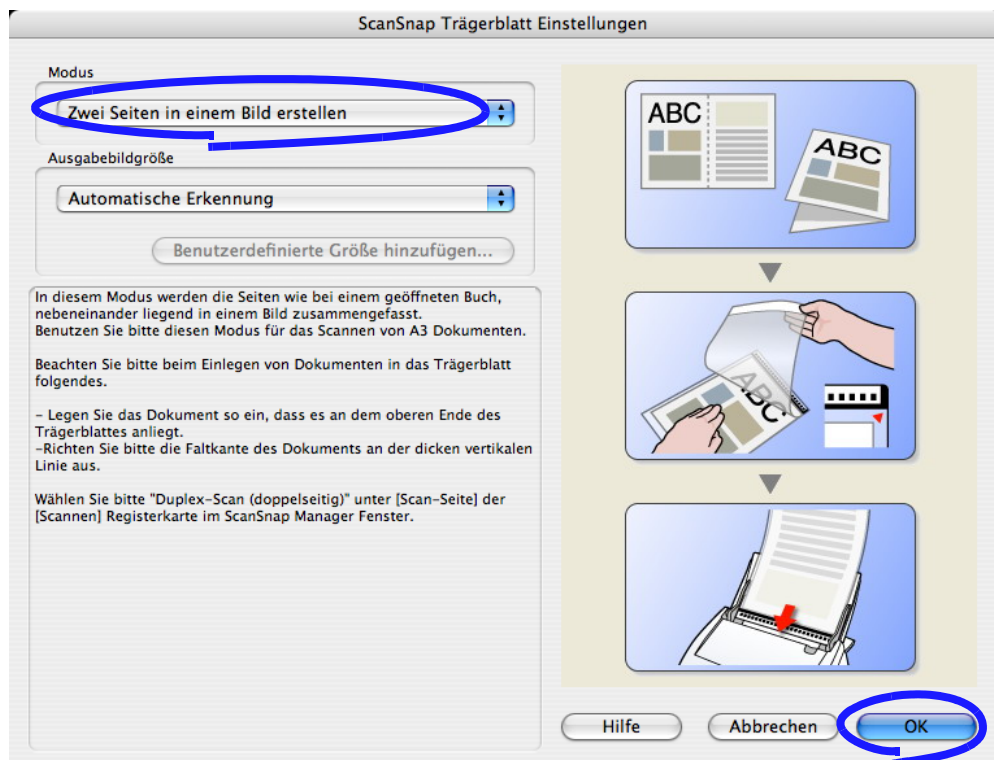 ScanSnap Trägerblatt Einstellungen
Modus
Zwei Seiten in einem Bild erstellen
Ausgabebildgröße
Automatische Erkennung
Benutzerdefinierte Größe hinzufügen...
In diesem Modus werden die Seiten wie bei einem geöffneten Buch,
nebeneinander liegend in einem Bild zusammengefasst.
Benutzen Sie bitte diesen Modus für das Scannen von A3 Dokumenten.
Beachten Sie bitte beim Einlegen von Dokumenten in das Trägerblatt
folgendes.
- Legen Sie das Dokument so ein, dass es an dem oberen Ende des
Trägerblattes anliegt.
-Richten Sie bitte die Faltkante des Dokuments an der dicken vertikalen
Linie aus.
Wählen Sie bitte "Duplex-Scan (doppelseitig)" unter [Scan-Seite] der
[Scannen] Registerkarte im ScanSnap Manager Fenster.
ABC
ABC
ABC
Hilfe
Abbrechen
OK